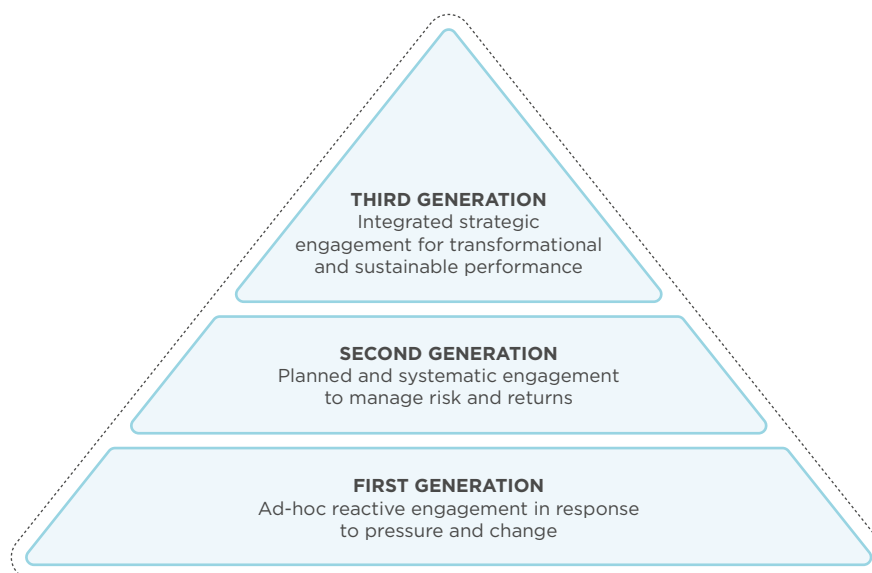 THIRD GENERATION
Integrated strategic
engagement for transformational
and sustainable performance
SECOND GENERATION
Planned and systematic engagement
to manage risk and returns
FIRST GENERATION
Ad-hoc reactive engagement in response
to pressure and change